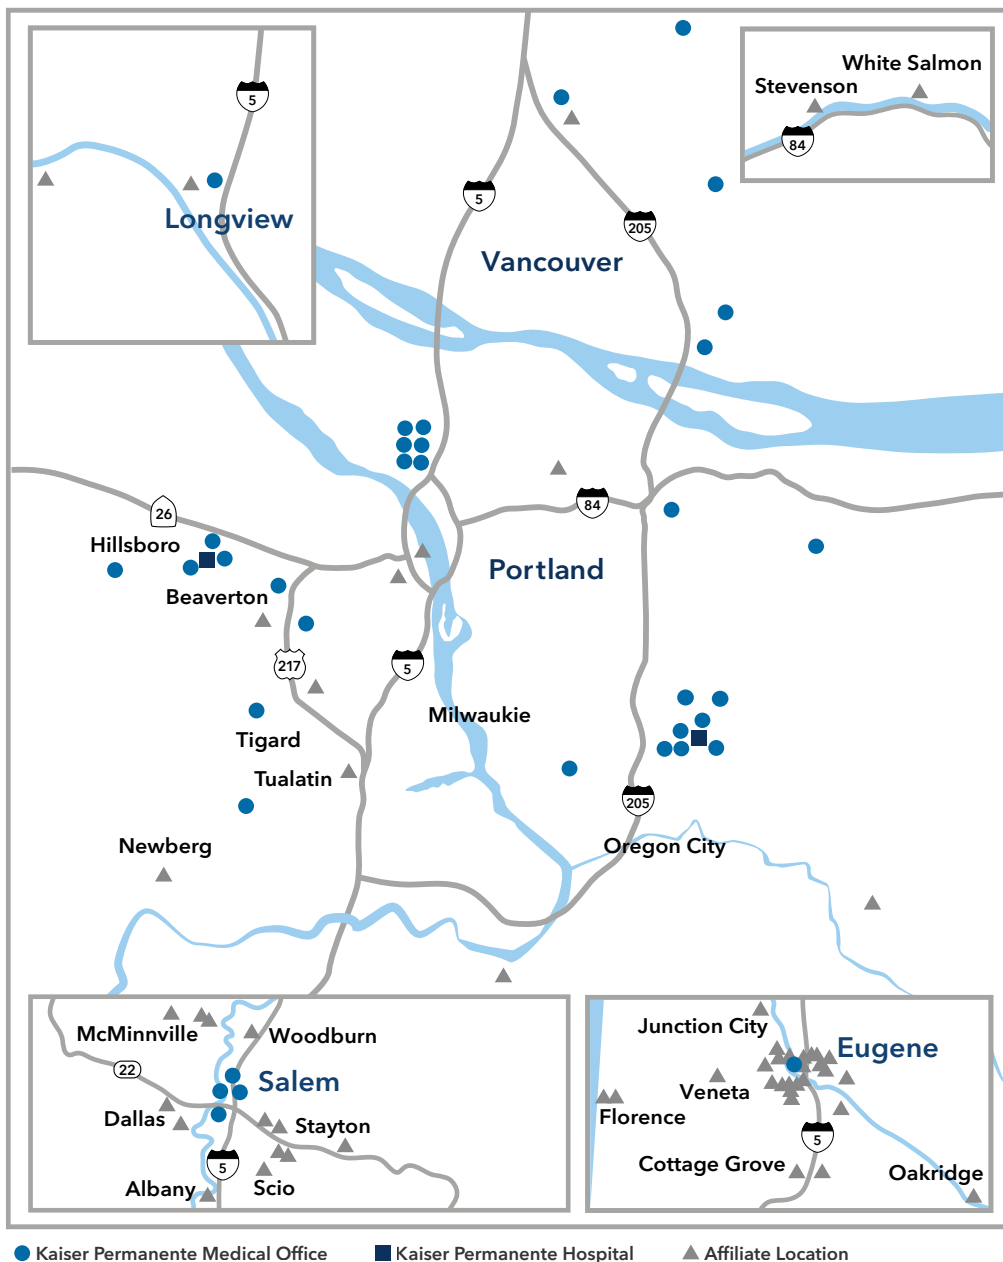 White Salmon
Stevenson
84
5
Longview
5
205
Vancouver
26
84
Hillsboro
Portland
Beaverton
217
5
Milwaukie
Tigard
Tualatin
205
Newberg
Oregon City
McMinnville
Woodburn
22
Salem
Dallas
Stayton
5
Albany
Scio
Junction City
Eugene
Veneta
Florence
5
Cottage Grove
Oakridge
Kaiser Permanente Medical Office
Kaiser Permanente Hospital
Affiliate Location